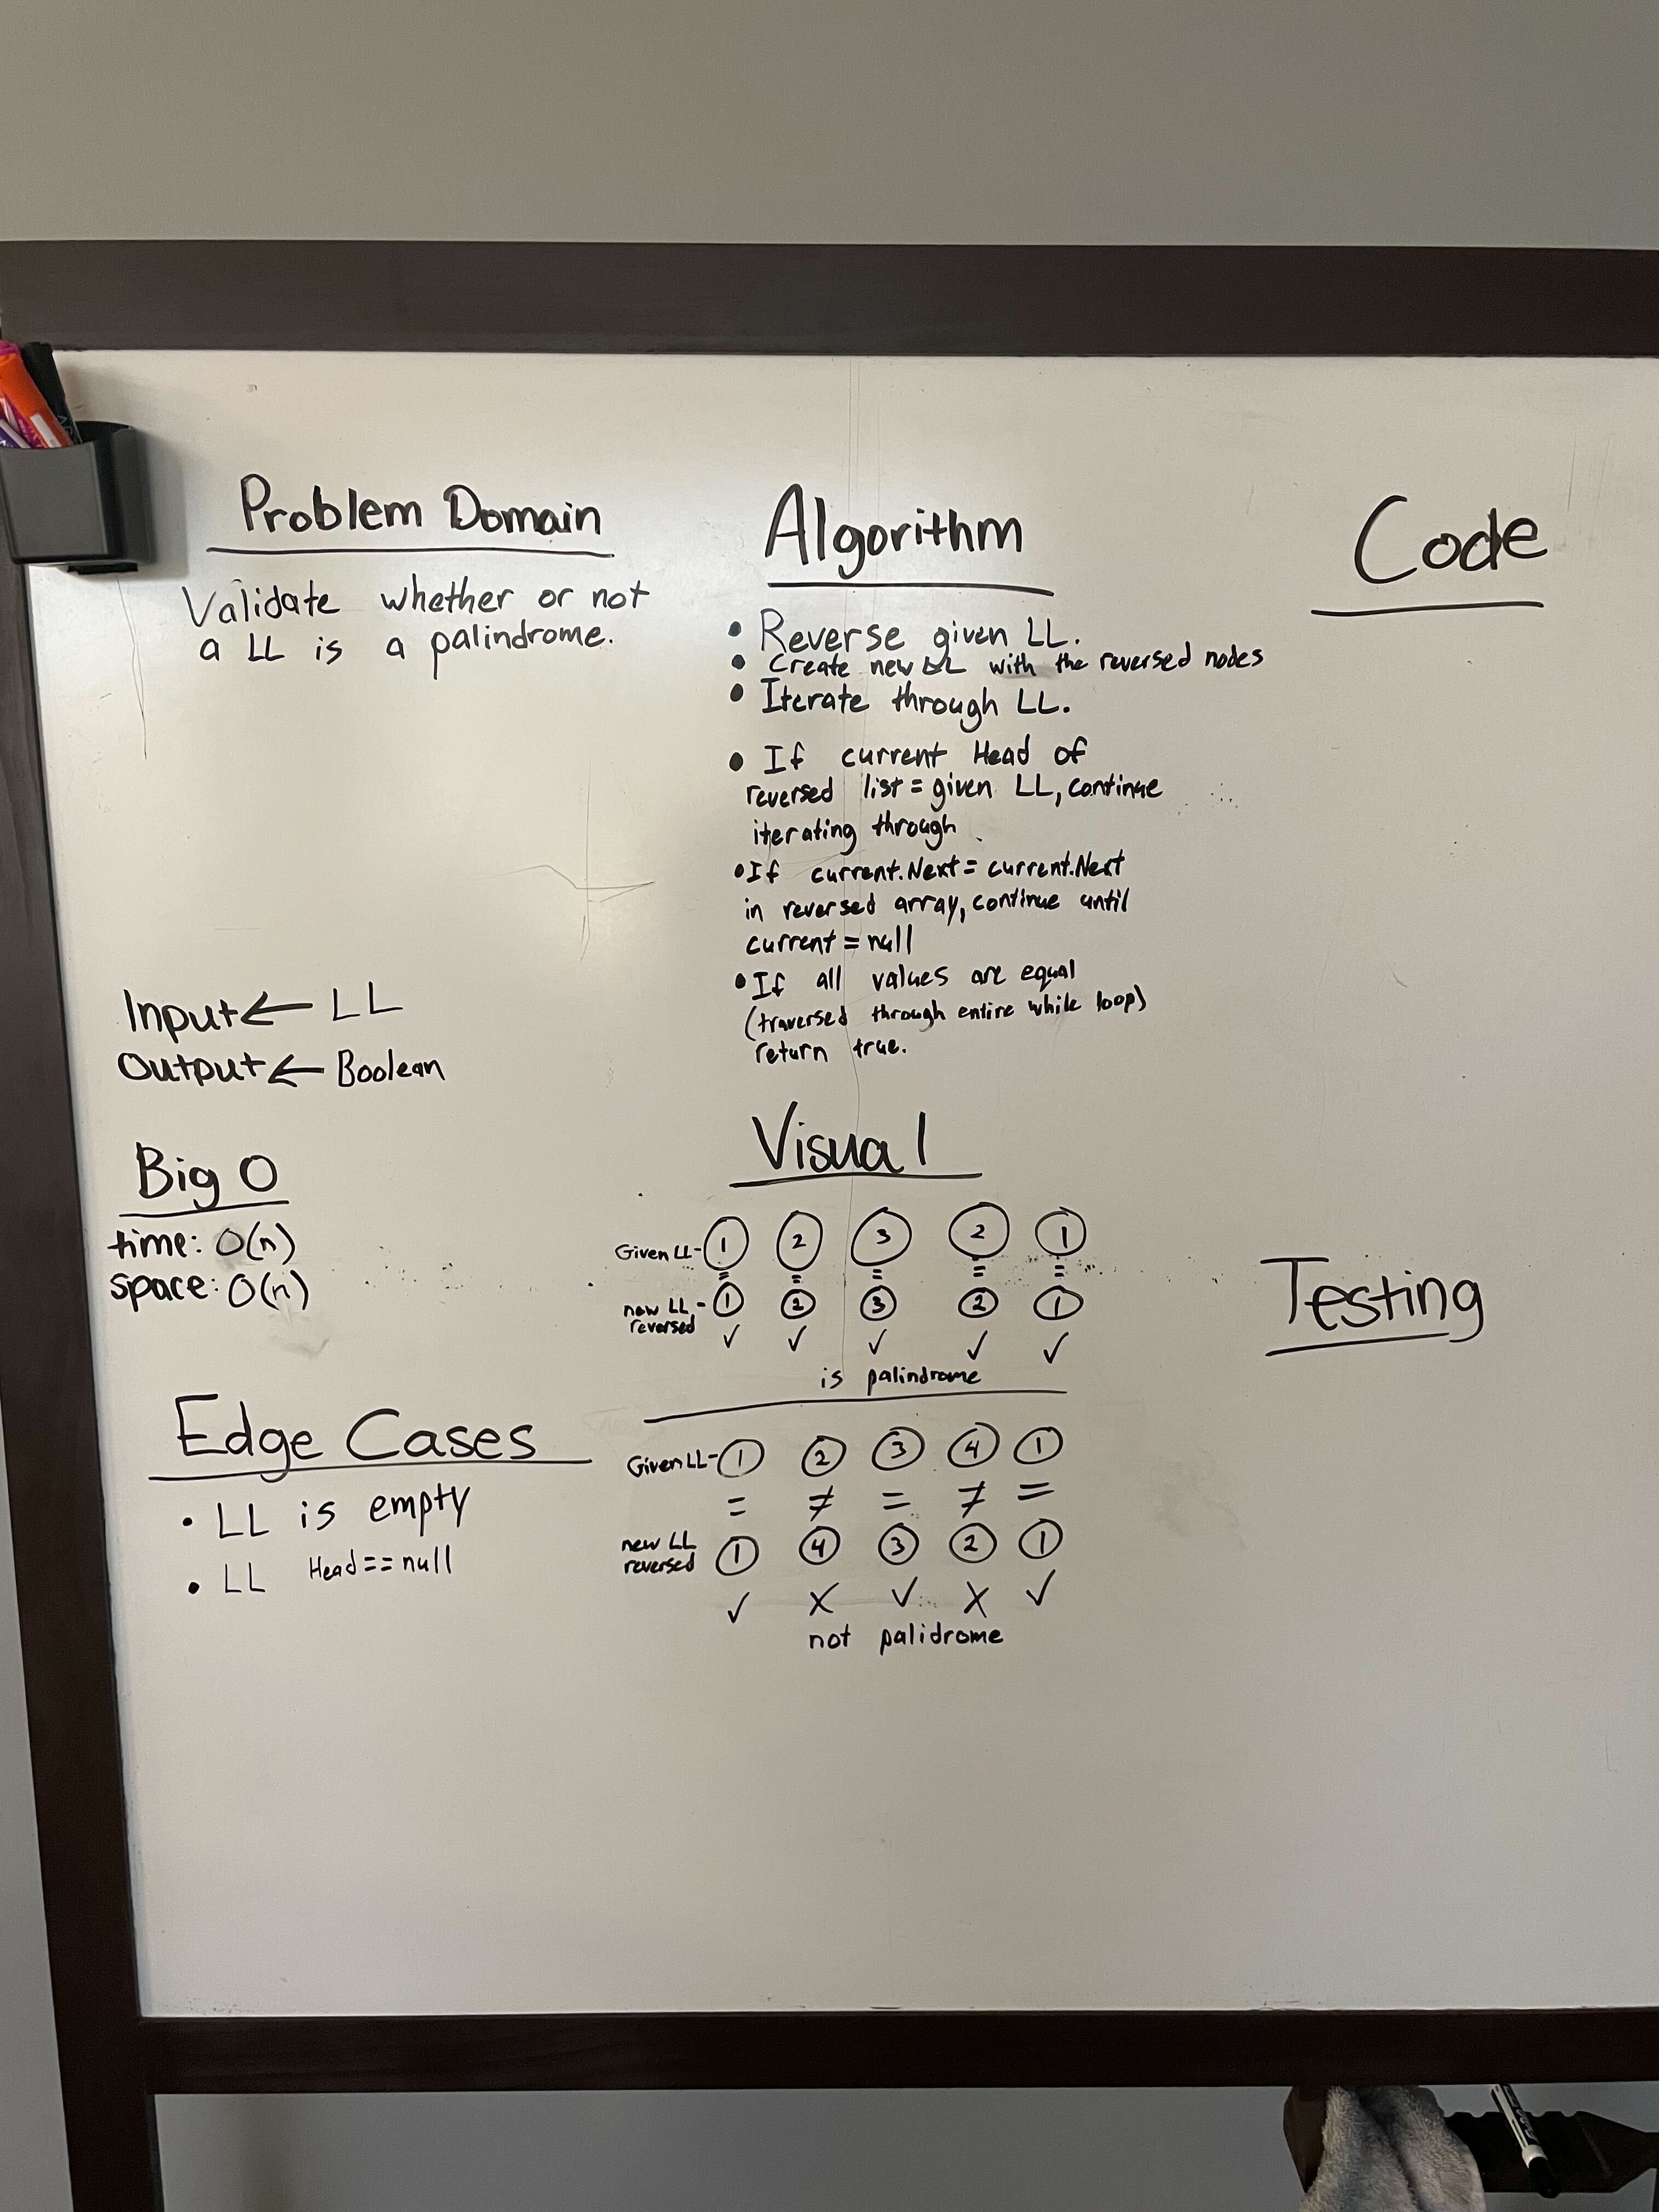 Problem Domain
Validate whether or not
a LL is a palindrome.
Input ← LL
Output ← Boolean
Big O
time: O(n)
space: O(n)
Edge Cases
• LL is empty
• LL Head == null
Algorithm
• Reverse given LL.
• Create new LL with the reversed nodes
• Iterate through LL.
• If current Head of
reversed list = given LL, continue
iterating through.
• If current.Next = current.Next
in reversed array, continue until
current = null
• If all values are equal
(traversed through entire while loop)
return true.
Visual
Given LL - 1 2 3 2 1
= = = = =
new LL - 1 2 3 2 1
reversed
✓ ✓ ✓ ✓ ✓
is palindrome
Given LL - 1 2 3 4 1
= ≠ = ≠ =
new LL 1 4 3 2 1
reversed
✓ X ✓ X ✓
not palidrome
Code
Testing